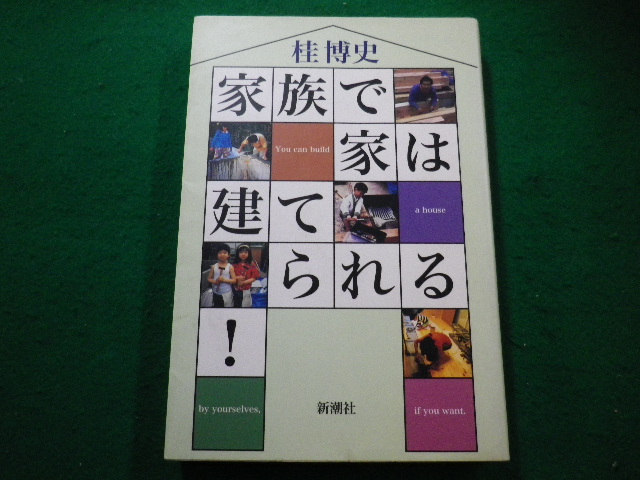 桂 博史
家族で
You can build
家は
建て
a house
られる
!
by yourselves,
新潮社
if you want.